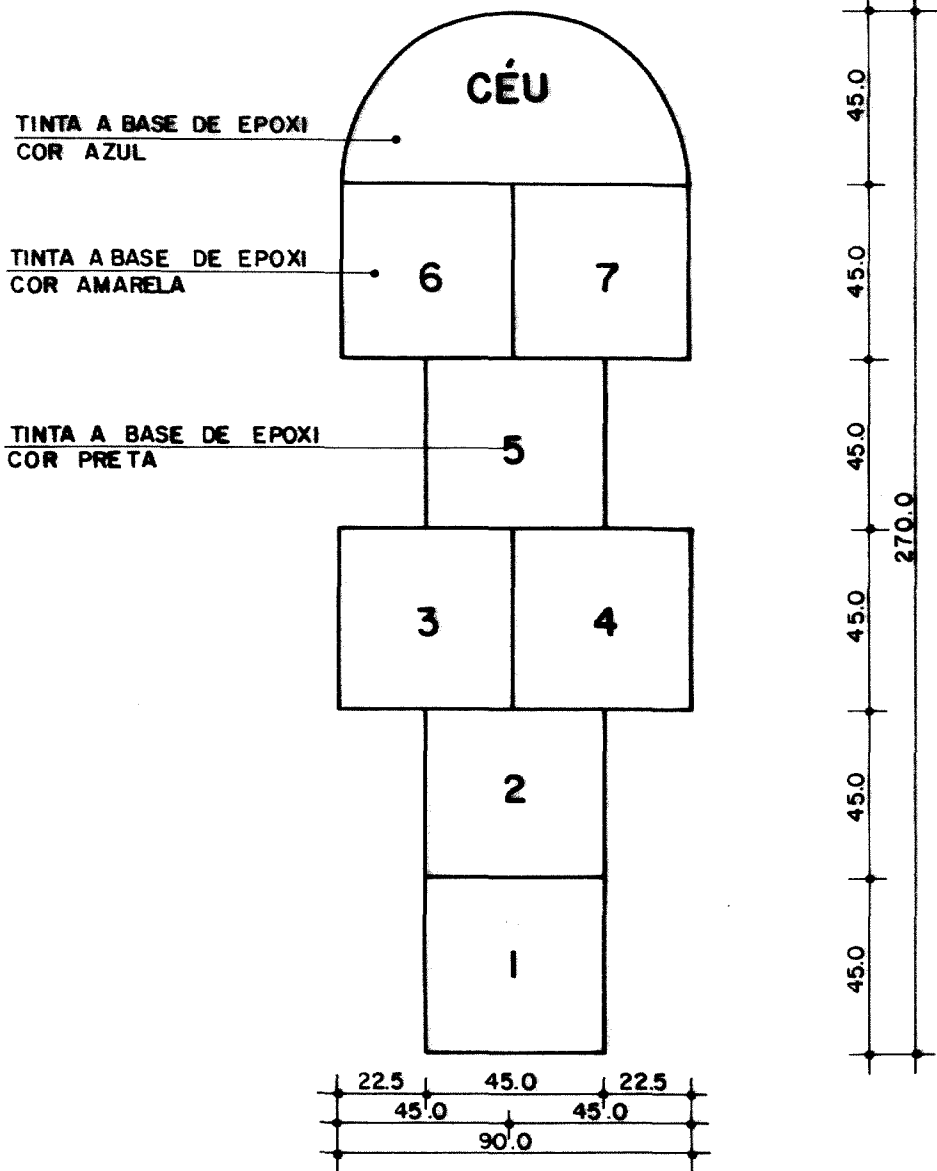 CÉU
TINTA A BASE DE EPOXI
COR AZUL
TINTA A BASE DE EPOXI
COR AMARELA
6
7
TINTA A BASE DE EPOXI
COR PRETA
5
3
4
2
1
45.0
45.0
45.0
45.0
45.0
45.0
270.0
22.5 45.0 22.5
45.0 45.0
90.0